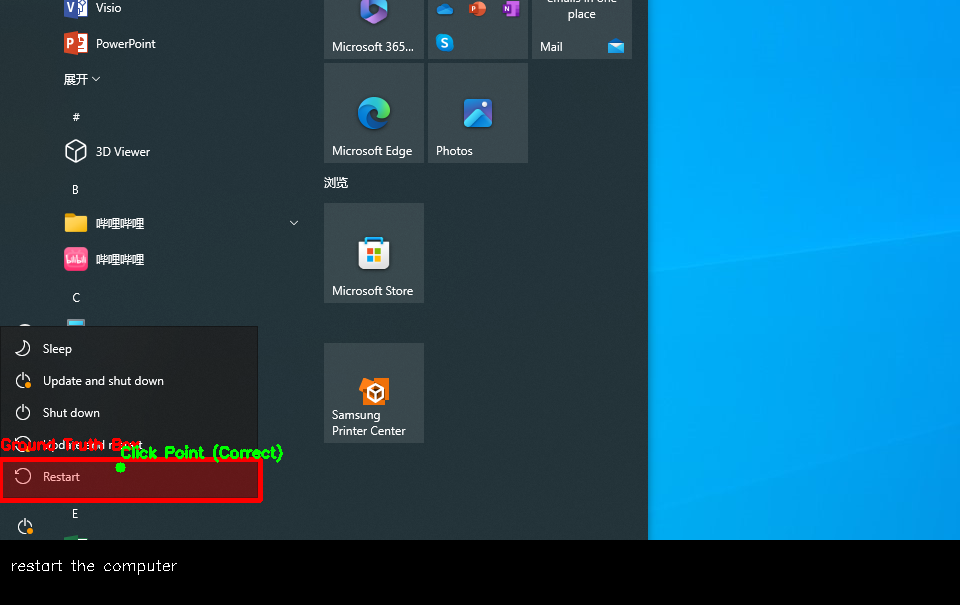 Visio
PowerPoint
展开
#
3D Viewer
B
哔哩哔哩
哔哩哔哩
C
Sleep
Update and shut down
Shut down
Ground Truth Box
Click Point (Correct)
Restart
E
Microsoft 365...
Emails in one
place
Mail
Microsoft Edge
Photos
浏览
Microsoft Store
Samsung
Printer Center
restart the computer